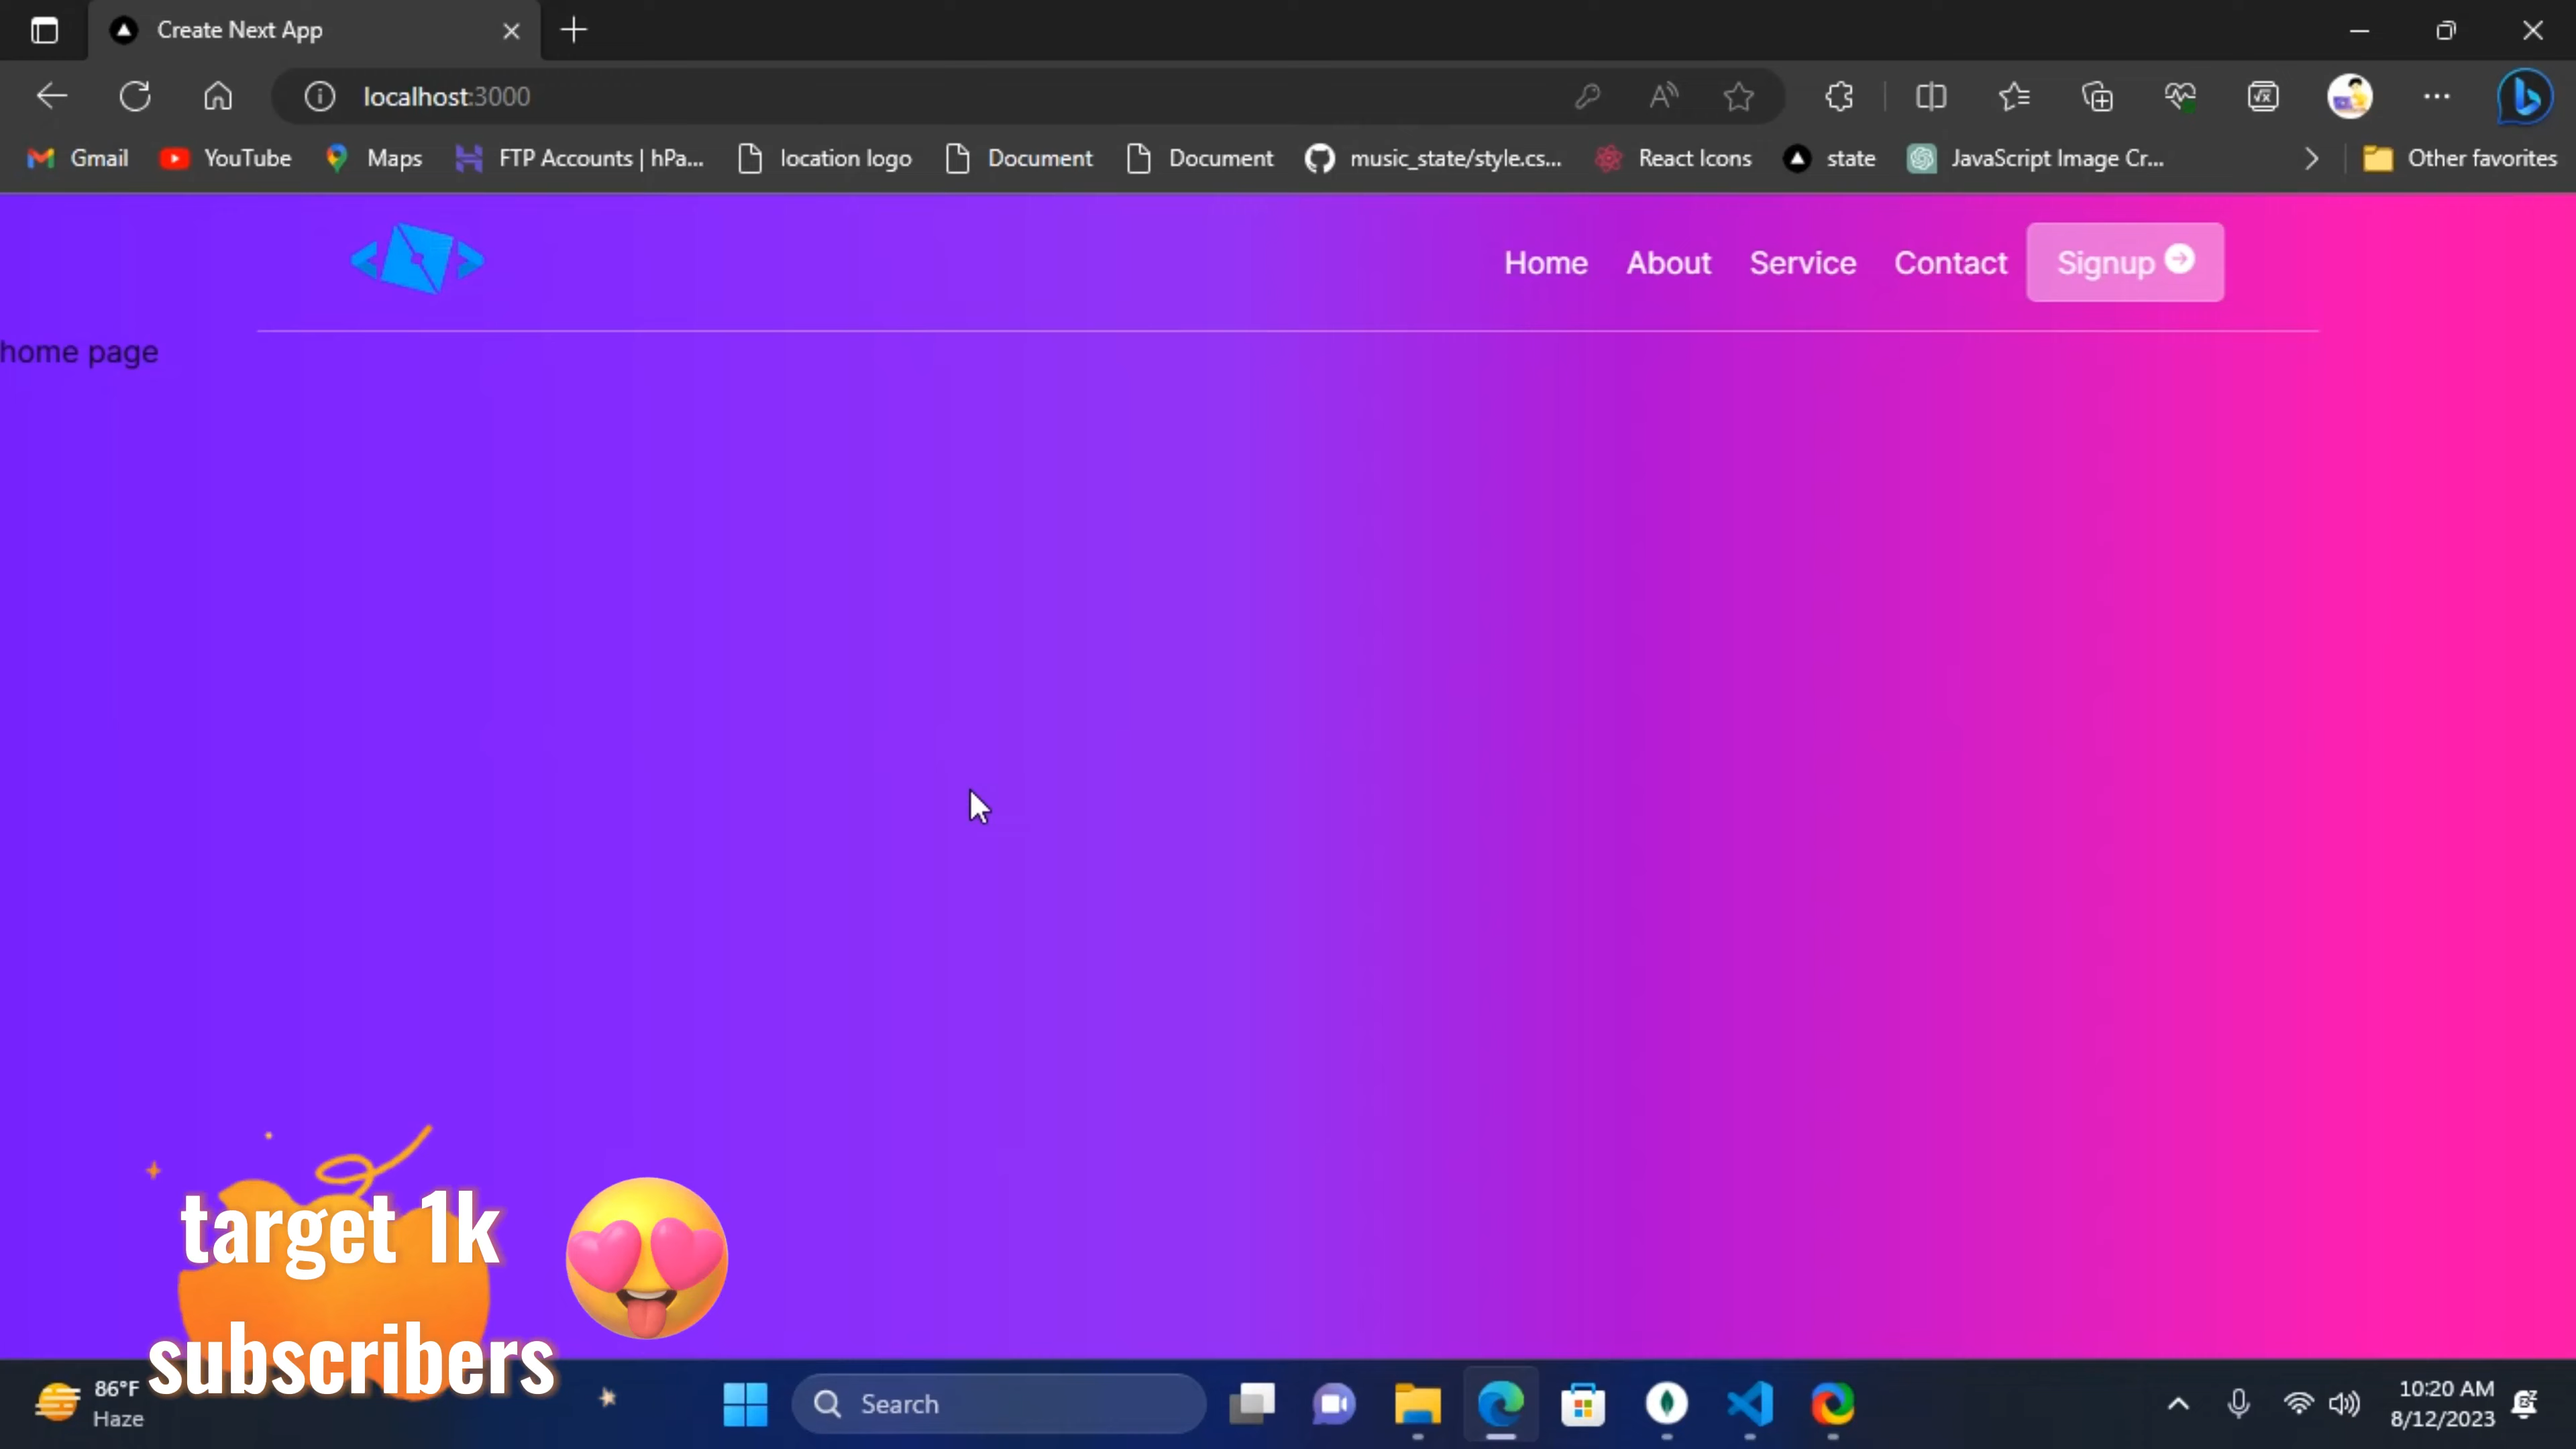 Create Next App
localhost:3000
Gmail YouTube Maps FTP Accounts | hPa... location logo Document Document music_state/style.cs... React Icons state JavaScript Image Cr... Other favorites
Home About Service Contact Signup
home page
target 1k
subscribers
86°F
Haze
Search
10:20 AM
8/12/2023